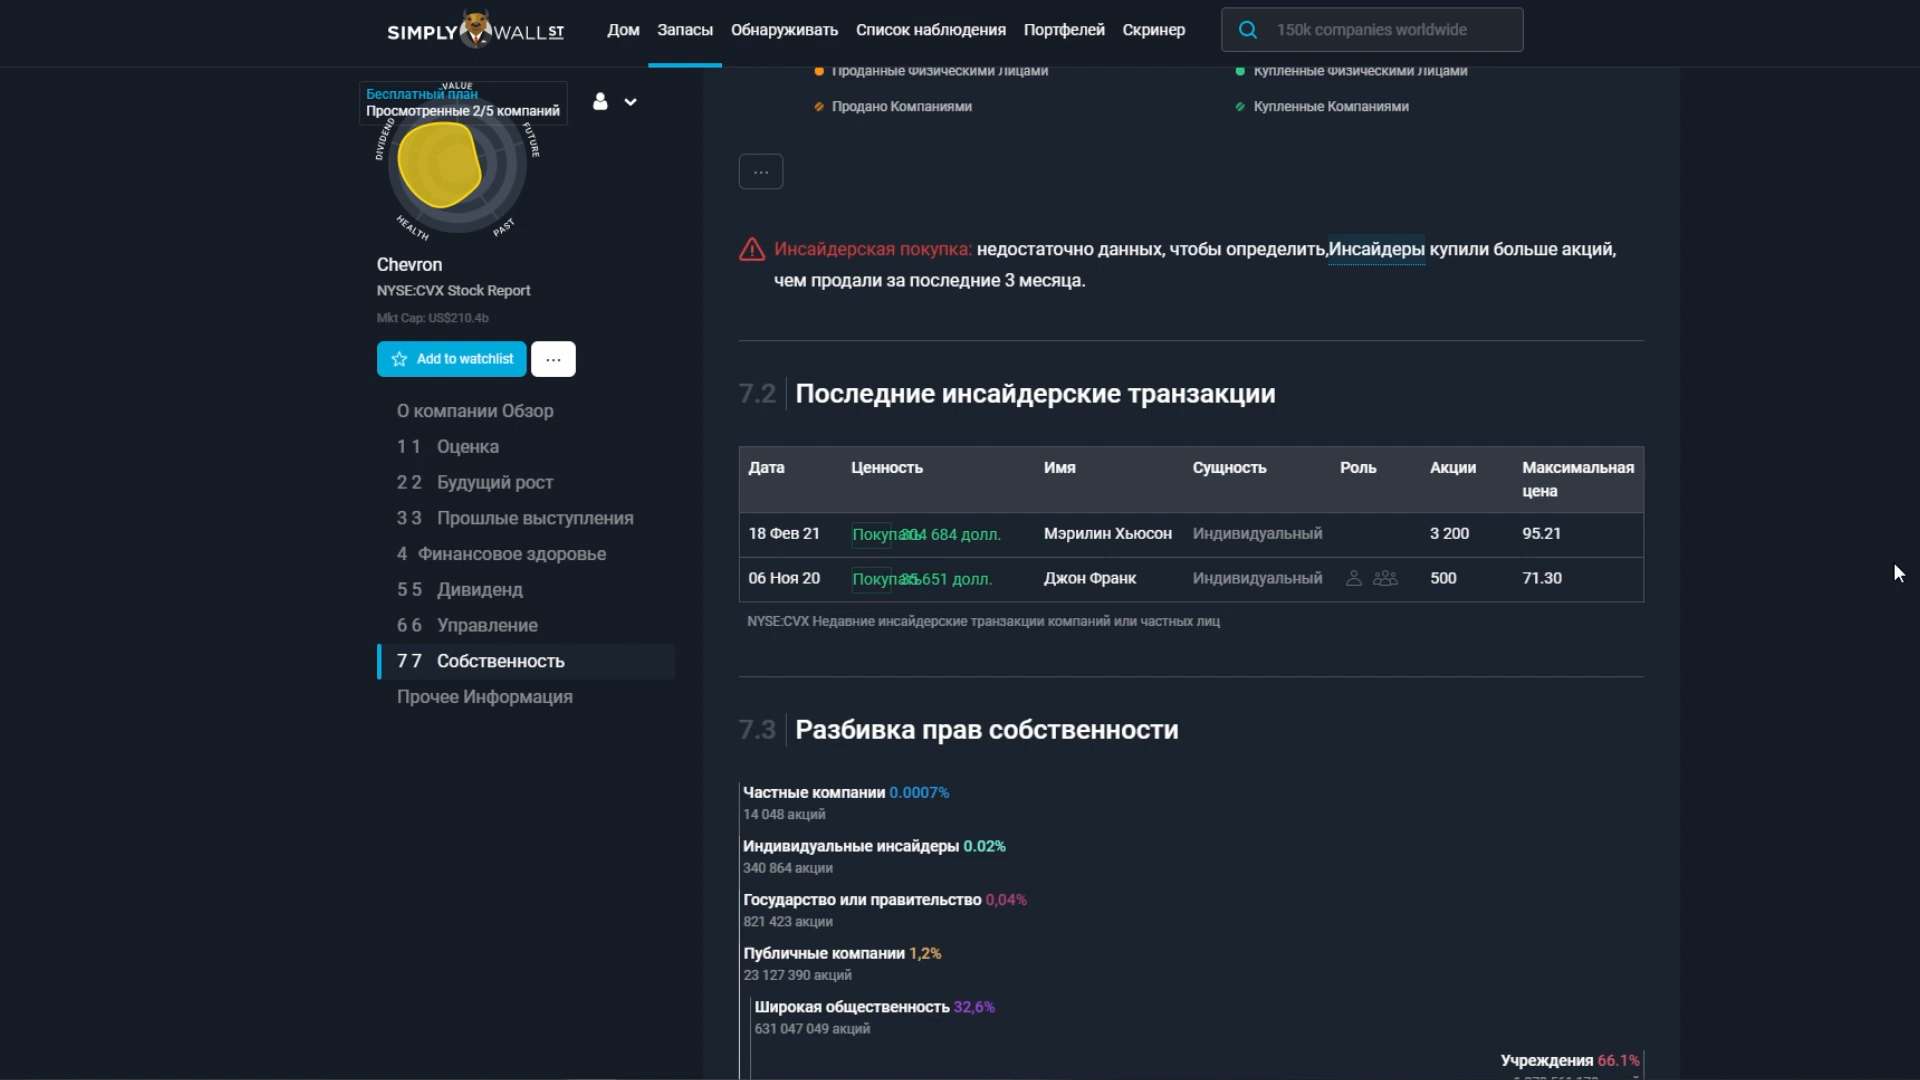 SIMPLY WALLST
Дом Запасы Обнаруживать Список наблюдения Портфелей Скринер
150k companies worldwide
Бесплатный план
Просмотренные 2/5 компаний
VALUE
FUTURE
PAST
HEALTH
DIVIDEND
Chevron
NYSE:CVX Stock Report
Mkt Cap: US$210.4b
Add to watchlist
...
О компании Обзор
1 1 Оценка
2 2 Будущий рост
3 3 Прошлые выступления
4 Финансовое здоровье
5 5 Дивиденд
6 6 Управление
7 7 Собственность
Прочее Информация
Проданные Физическими Лицами
Купленные Физическими Лицами
Продано Компаниями
Купленные Компаниями
...
Инсайдерская покупка: недостаточно данных, чтобы определить,Инсайдеры купили больше акций,
чем продали за последние 3 месяца.
7.2 Последние инсайдерские транзакции
Дата Ценность Имя Сущность Роль Акции Максимальная
цена
18 Фев 21 Покупать 304 684 долл. Мэрилин Хьюсон Индивидуальный 3 200 95.21
06 Ноя 20 Покупать 35 651 долл. Джон Франк Индивидуальный 500 71.30
NYSE:CVX Недавние инсайдерские транзакции компаний или частных лиц
7.3 Разбивка прав собственности
Частные компании 0.0007%
14 048 акций
Индивидуальные инсайдеры 0.02%
340 864 акции
Государство или правительство 0,04%
821 423 акции
Публичные компании 1,2%
23 127 390 акций
Широкая общественность 32,6%
631 047 049 акций
Учреждения 66.1%